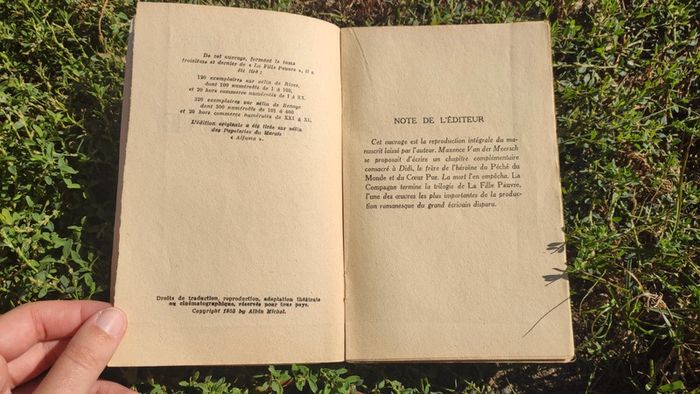 De cet ouvrage, formant le tome
troisième et dernier de « La Fille Pauvre », il a
été tiré :
120 exemplaires sur vélin de Rives,
dont 100 numérotés de 1 à 100,
et 20 hors commerce numérotés de I à XX.
320 exemplaires sur vélin de Renage
dont 300 numérotés de 101 à 400
et 20 hors commerce numérotés de XXI à XL
L'édition originale a été tirée sur vélin
des Papeteries du Marais
« Alfama ».
Droits de traduction, reproduction, adaptation théâtrale
ou cinématographique, réservés pour tous pays.
Copyright 1955 by Albin Michel.
NOTE DE L'ÉDITEUR
Cet ouvrage est la reproduction intégrale du ma-
nuscrit laissé par l'auteur. Maxence Van der Meersch
se proposait d'écrire un chapitre complémentaire
consacré à Didi, le frère de l'héroïne du Péché du
Monde et du Cœur Pur. La mort l'en empêcha. La
Compagne termine la trilogie de La Fille Pauvre,
l'une des œuvres les plus importantes de la produc-
tion romanesque du grand écrivain disparu.